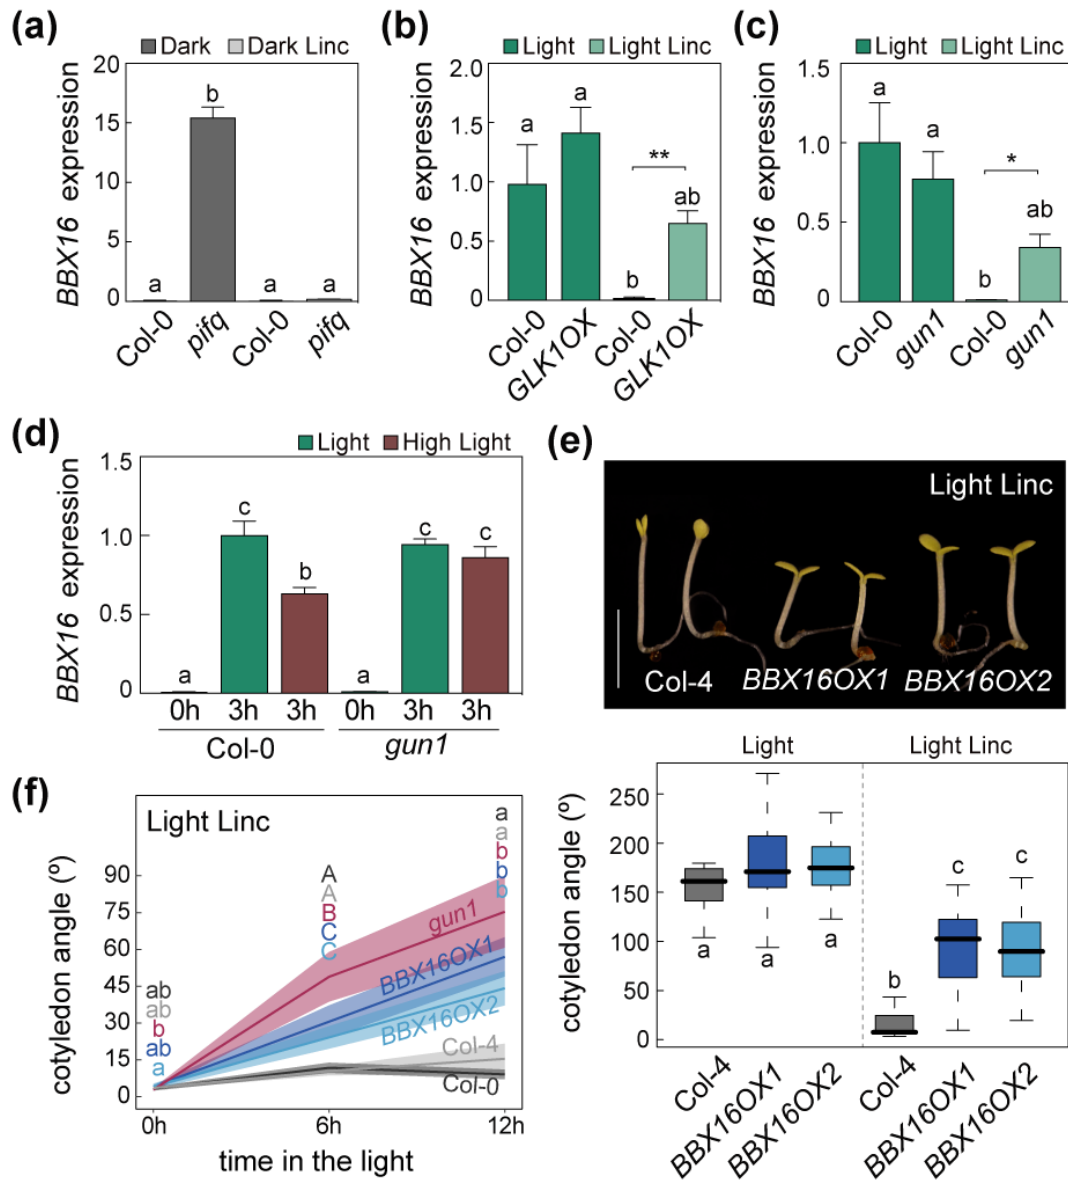 (a)
Dark Dark Linc
BBX16 expression
20
15
10
5
0
a b a a
Col-0 pifq Col-0 pifq
(b)
Light Light Linc
BBX16 expression
2.0
1.5
1.0
0.5
0
a a b ab
**
Col-0 GLK1OX Col-0 GLK1OX
(c)
Light Light Linc
BBX16 expression
1.5
1.0
0.5
0
a a b ab
*
Col-0 gun1 Col-0 gun1
(d)
Light High Light
BBX16 expression
1.5
1.0
0.5
0
a c b a c c
0h 3h 3h 0h 3h 3h
Col-0 gun1
(e)
Light Linc
Col-4 BBX16OX1 BBX16OX2
Light Light Linc
cotyledon angle (º)
250
200
150
100
50
0
a a a b c c
Col-4 BBX16OX1 BBX16OX2 Col-4 BBX16OX1 BBX16OX2
(f)
Light Linc
cotyledon angle (º)
90
75
60
45
30
15
0
ab
ab
b
ab
a
A
A
B
C
C
a
a
b
b
b
gun1
BBX16OX1
BBX16OX2
Col-4
Col-0
0h 6h 12h
time in the light